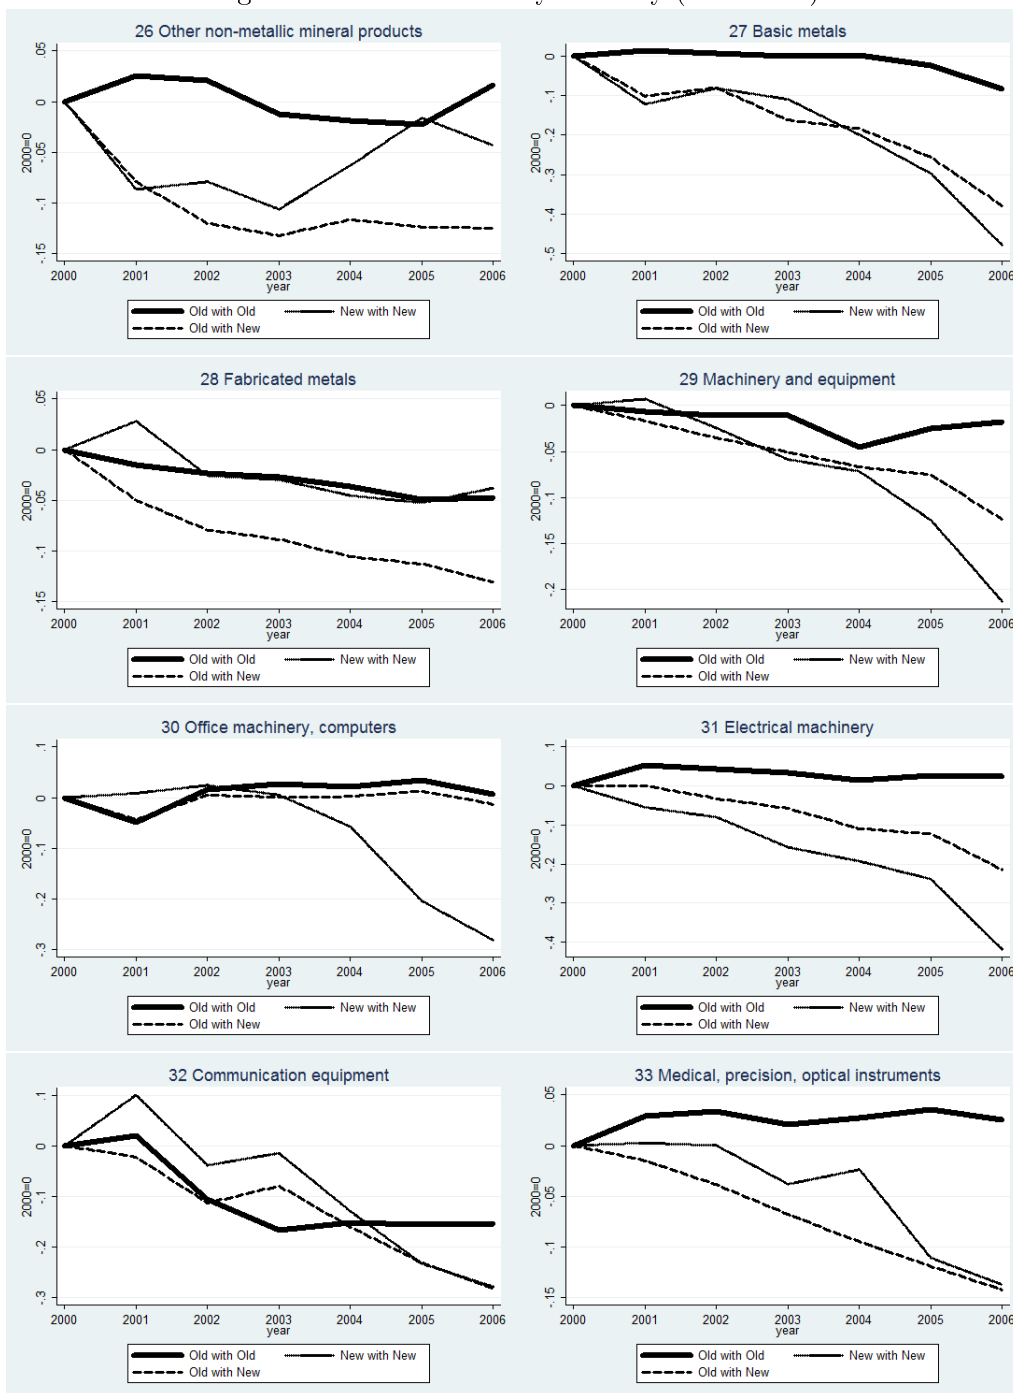 26 Other non-metallic mineral products
27 Basic metals
.05
0
-.05
-.1
-.15
2000=0
2000 2001 2002 2003 2004 2005 2006
year
Old with Old New with New
Old with New
0
-.1
-.2
-.3
-.4
-.5
2000=0
2000 2001 2002 2003 2004 2005 2006
year
Old with Old New with New
Old with New
28 Fabricated metals
29 Machinery and equipment
.05
0
-.05
-.1
-.15
2000=0
2000 2001 2002 2003 2004 2005 2006
year
Old with Old New with New
Old with New
0
-.05
-.1
-.15
-.2
2000=0
2000 2001 2002 2003 2004 2005 2006
year
Old with Old New with New
Old with New
30 Office machinery, computers
31 Electrical machinery
.1
0
-.1
-.2
-.3
2000=0
2000 2001 2002 2003 2004 2005 2006
year
Old with Old New with New
Old with New
.1
0
-.1
-.2
-.3
-.4
2000=0
2000 2001 2002 2003 2004 2005 2006
year
Old with Old New with New
Old with New
32 Communication equipment
33 Medical, precision, optical instruments
.1
0
-.1
-.2
-.3
2000=0
2000 2001 2002 2003 2004 2005 2006
year
Old with Old New with New
Old with New
.05
0
-.05
-.1
-.15
2000=0
2000 2001 2002 2003 2004 2005 2006
year
Old with Old New with New
Old with New